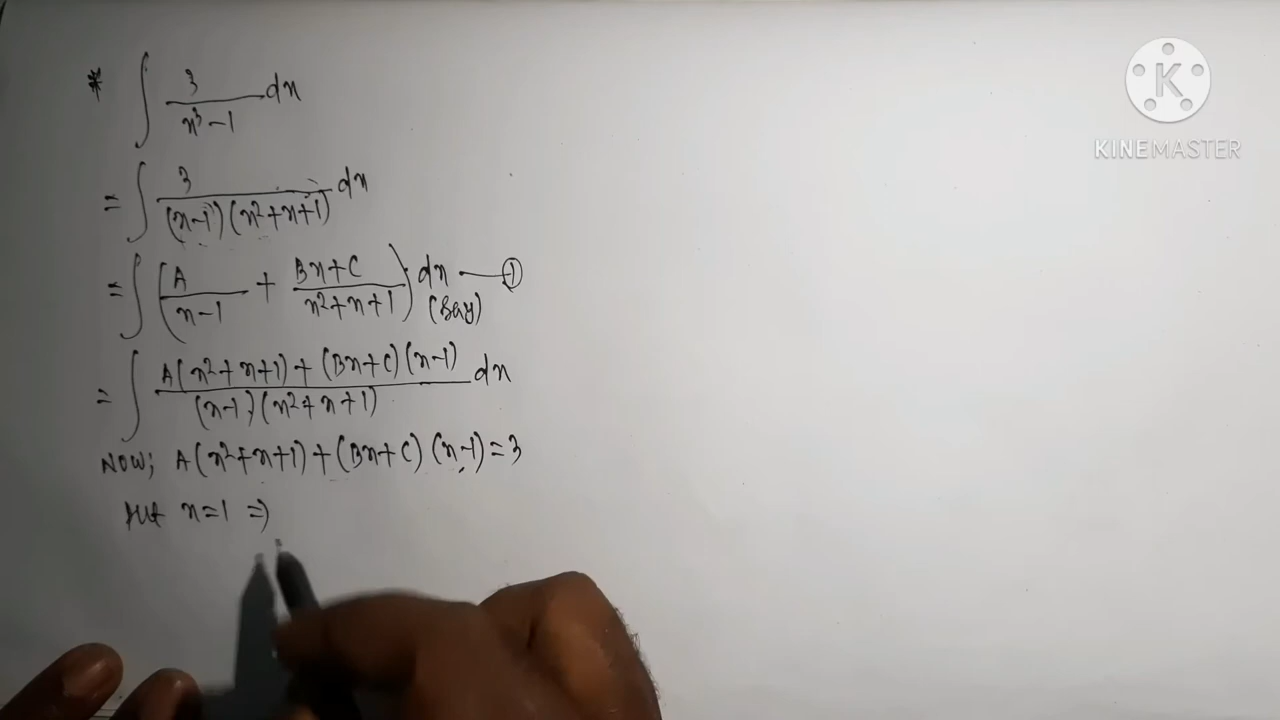 * ∫ 3/(x³-1) dx
= ∫ 3/((x-1)(x²+x+1)) dx
= ∫ (A/(x-1) + (Bx+C)/(x²+x+1)) dx — ①
(Say)
= ∫ (A(x²+x+1)+(Bx+C)(x-1))/((x-1)(x²+x+1)) dx
NOW; A(x²+x+1)+(Bx+C)(x-1)=3
Put x=1 ⇒
K
KINEMASTER